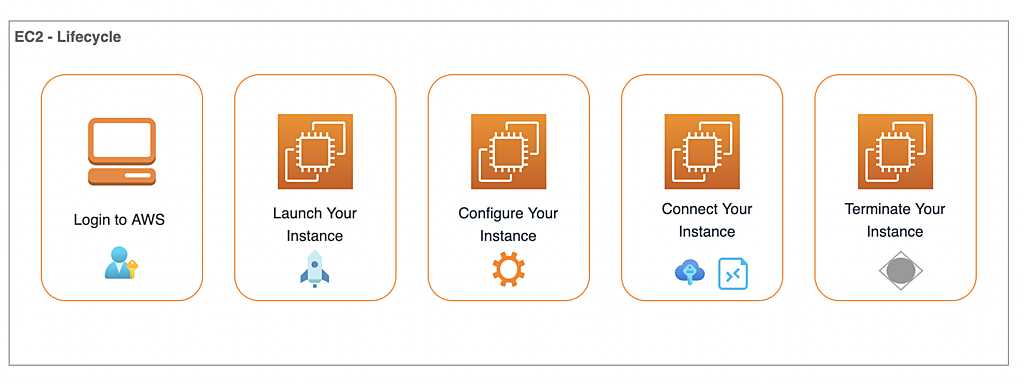 EC2 - Lifecycle
Login to AWS
Launch Your
Instance
Configure Your
Instance
Connect Your
Instance
Terminate Your
Instance